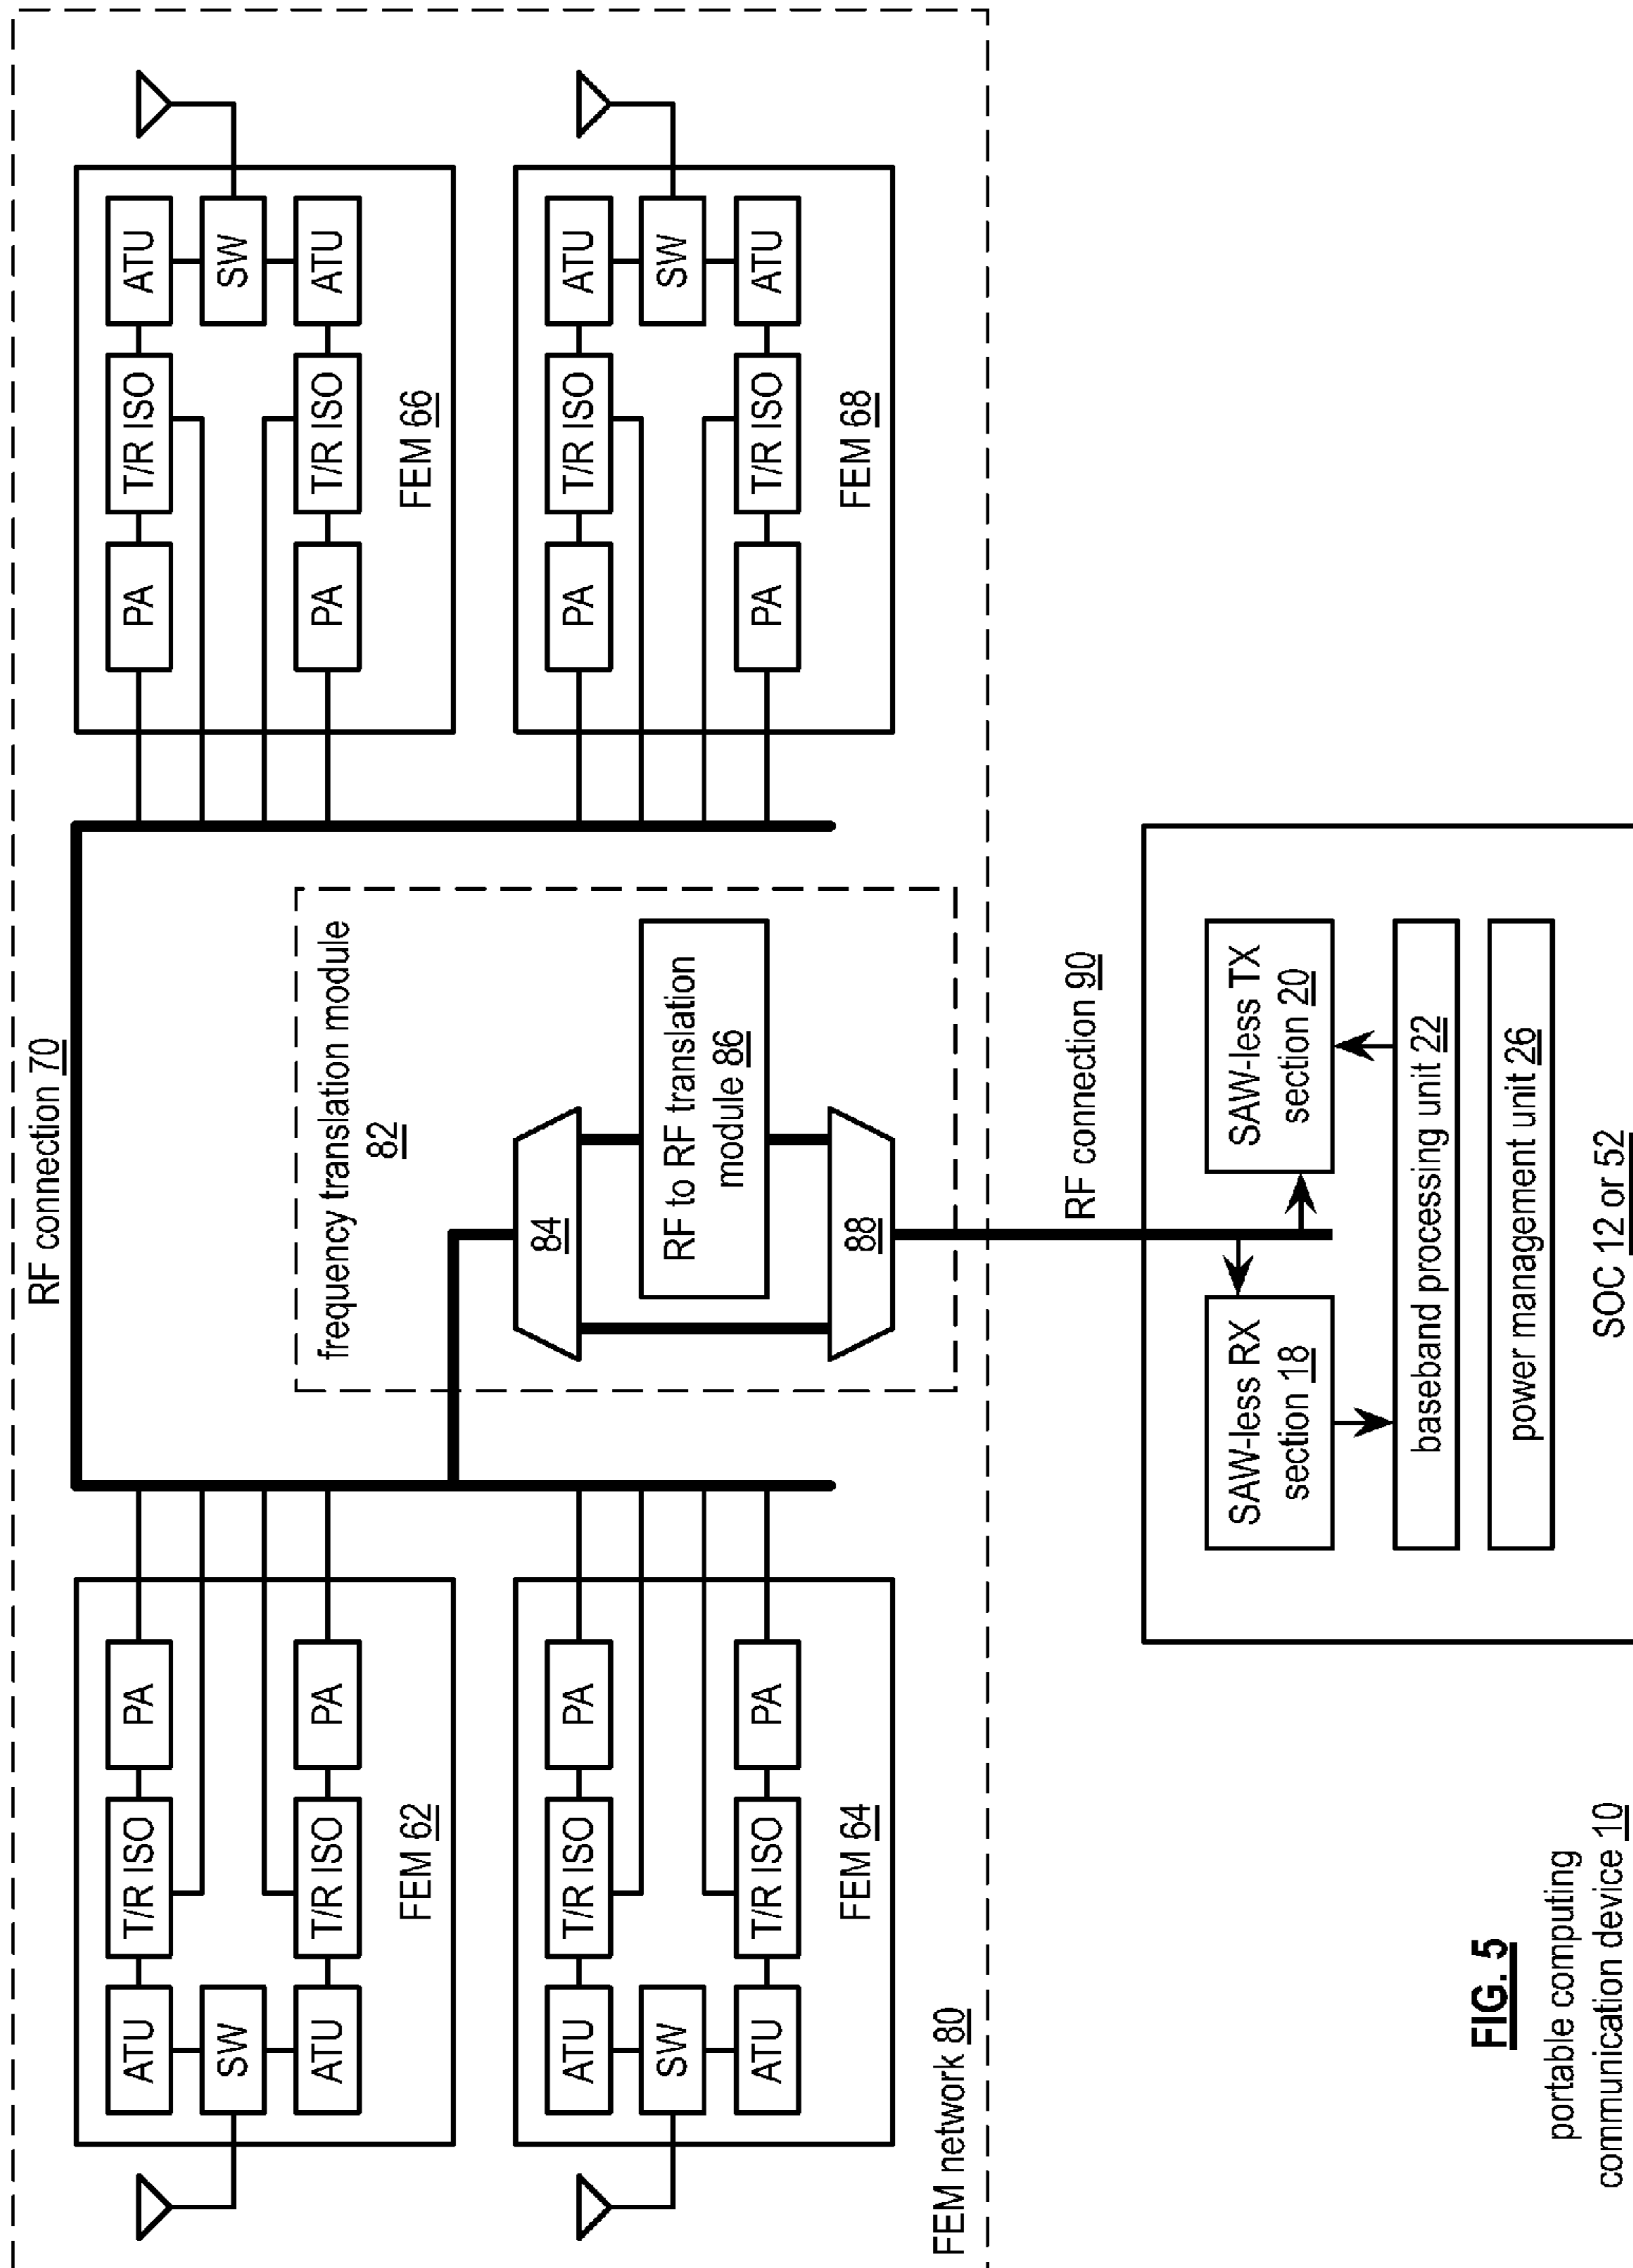 RF connection 70
ATU
T/R ISO
PA
SW
ATU
T/R ISO
PA
FEM 62
PA
T/R ISO
ATU
SW
PA
T/R ISO
ATU
FEM 66
frequency translation module
82
84
RF to RF translation
module 86
88
ATU
T/R ISO
PA
SW
ATU
T/R ISO
PA
FEM 64
PA
T/R ISO
ATU
SW
PA
T/R ISO
ATU
FEM 68
FEM network 80
RF connection 90
SAW-less RX
section 18
SAW-less TX
section 20
baseband processing unit 22
power management unit 26
SOC 12 or 52
FIG. 5
portable computing
communication device 10